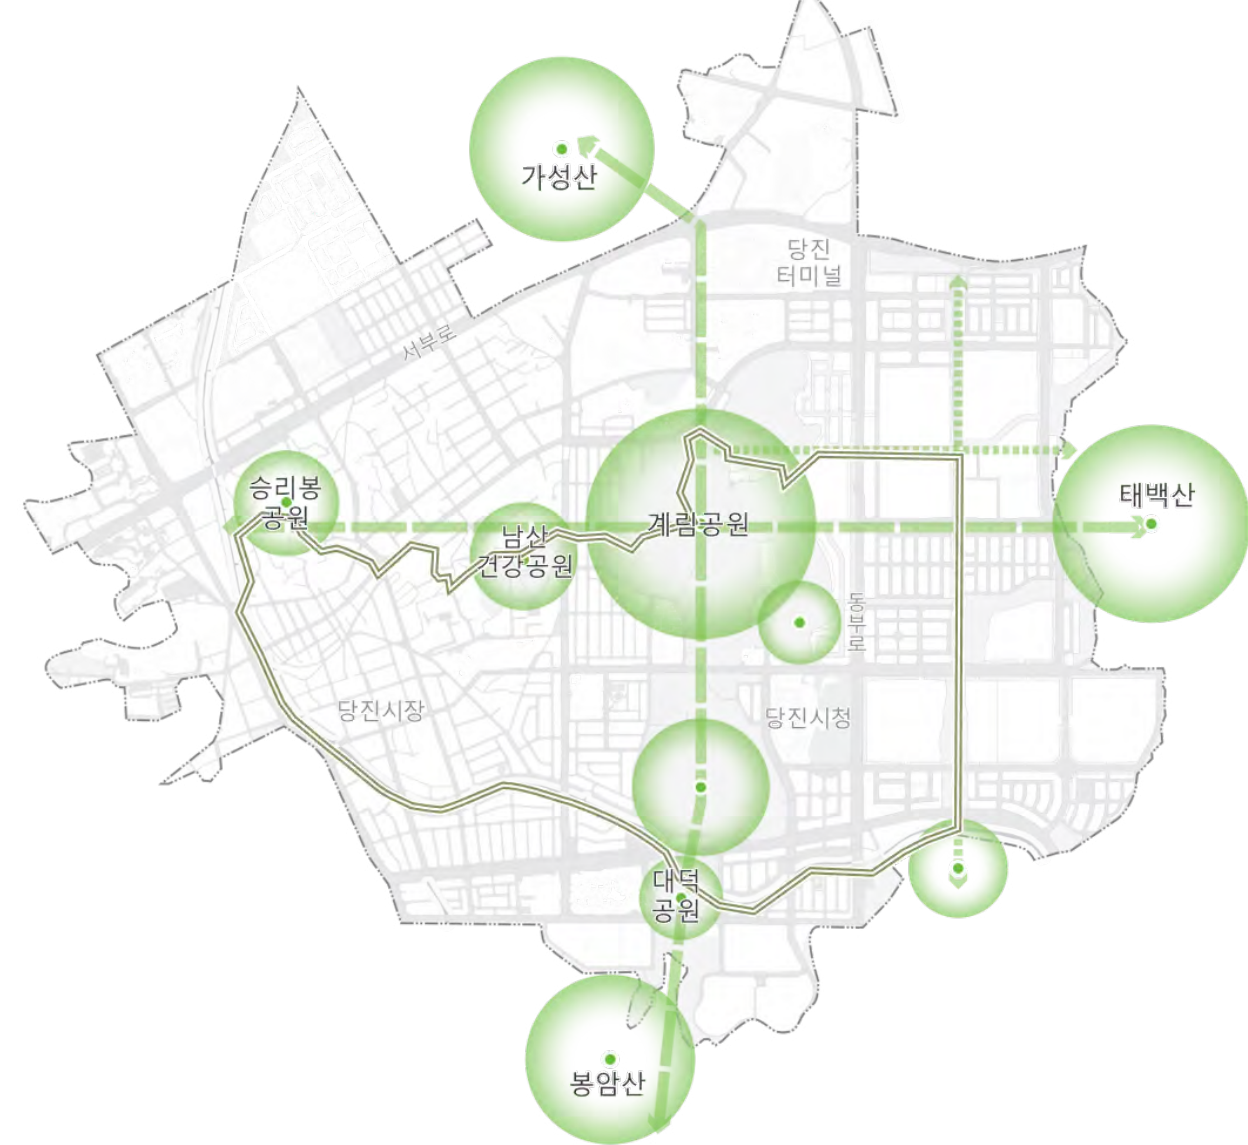 가성산
당진
터미널
서부로
승리봉
공원
태백산
남산
건강공원
계림공원
동
부
로
당진시장
당진시청
대덕
공원
봉암산